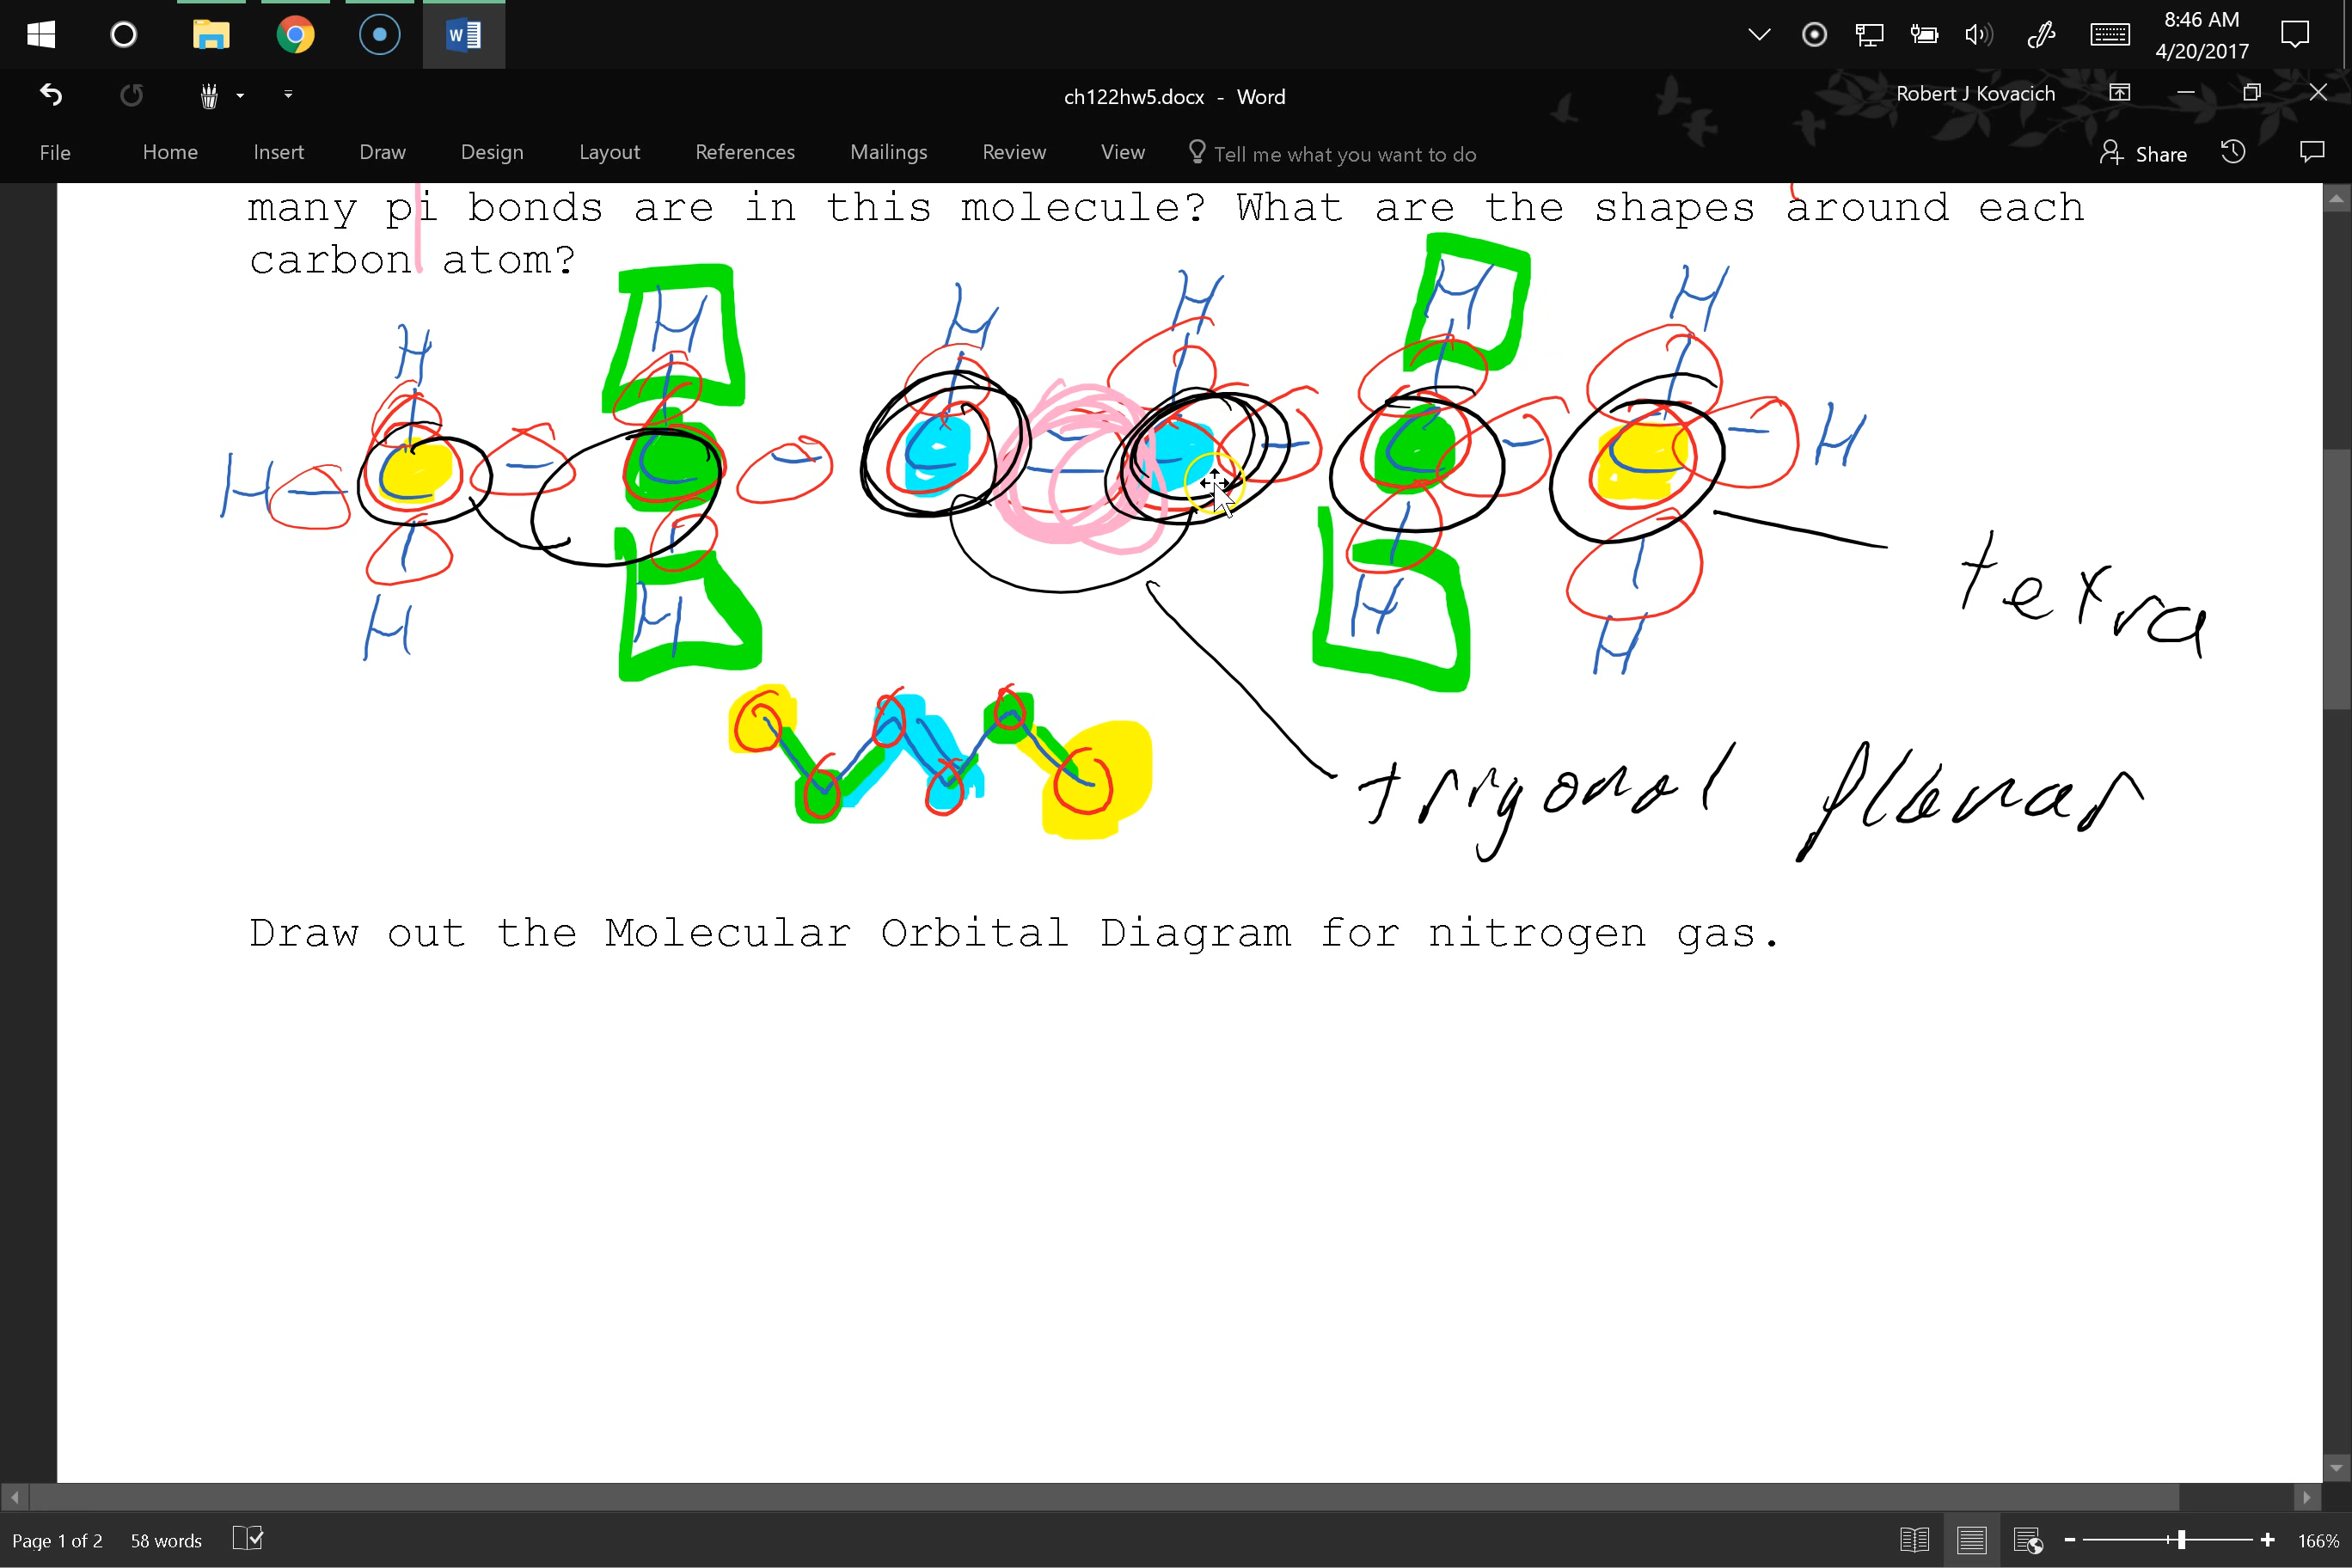 8:46 AM
4/20/2017
W
ch122hw5.docx - Word
Robert J Kovacich
File Home Insert Draw Design Layout References Mailings Review View Tell me what you want to do Share
many pi bonds are in this molecule? What are the shapes around each
carbon atom?
H H H H H H
H - C - C - C = C - C - C - H
H H H H
tetra
trygonal planar
Draw out the Molecular Orbital Diagram for nitrogen gas.
Page 1 of 2 58 words 166%